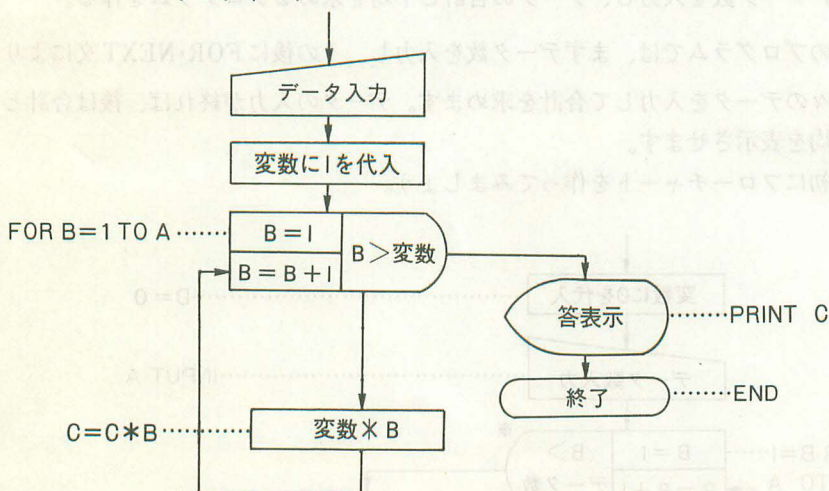 データ入力
変数に1を代入
FOR B=1 TO A ……
B=1
B=B+1
B>変数
答表示
……PRINT C
終了
……END
C=C*B……
変数*B